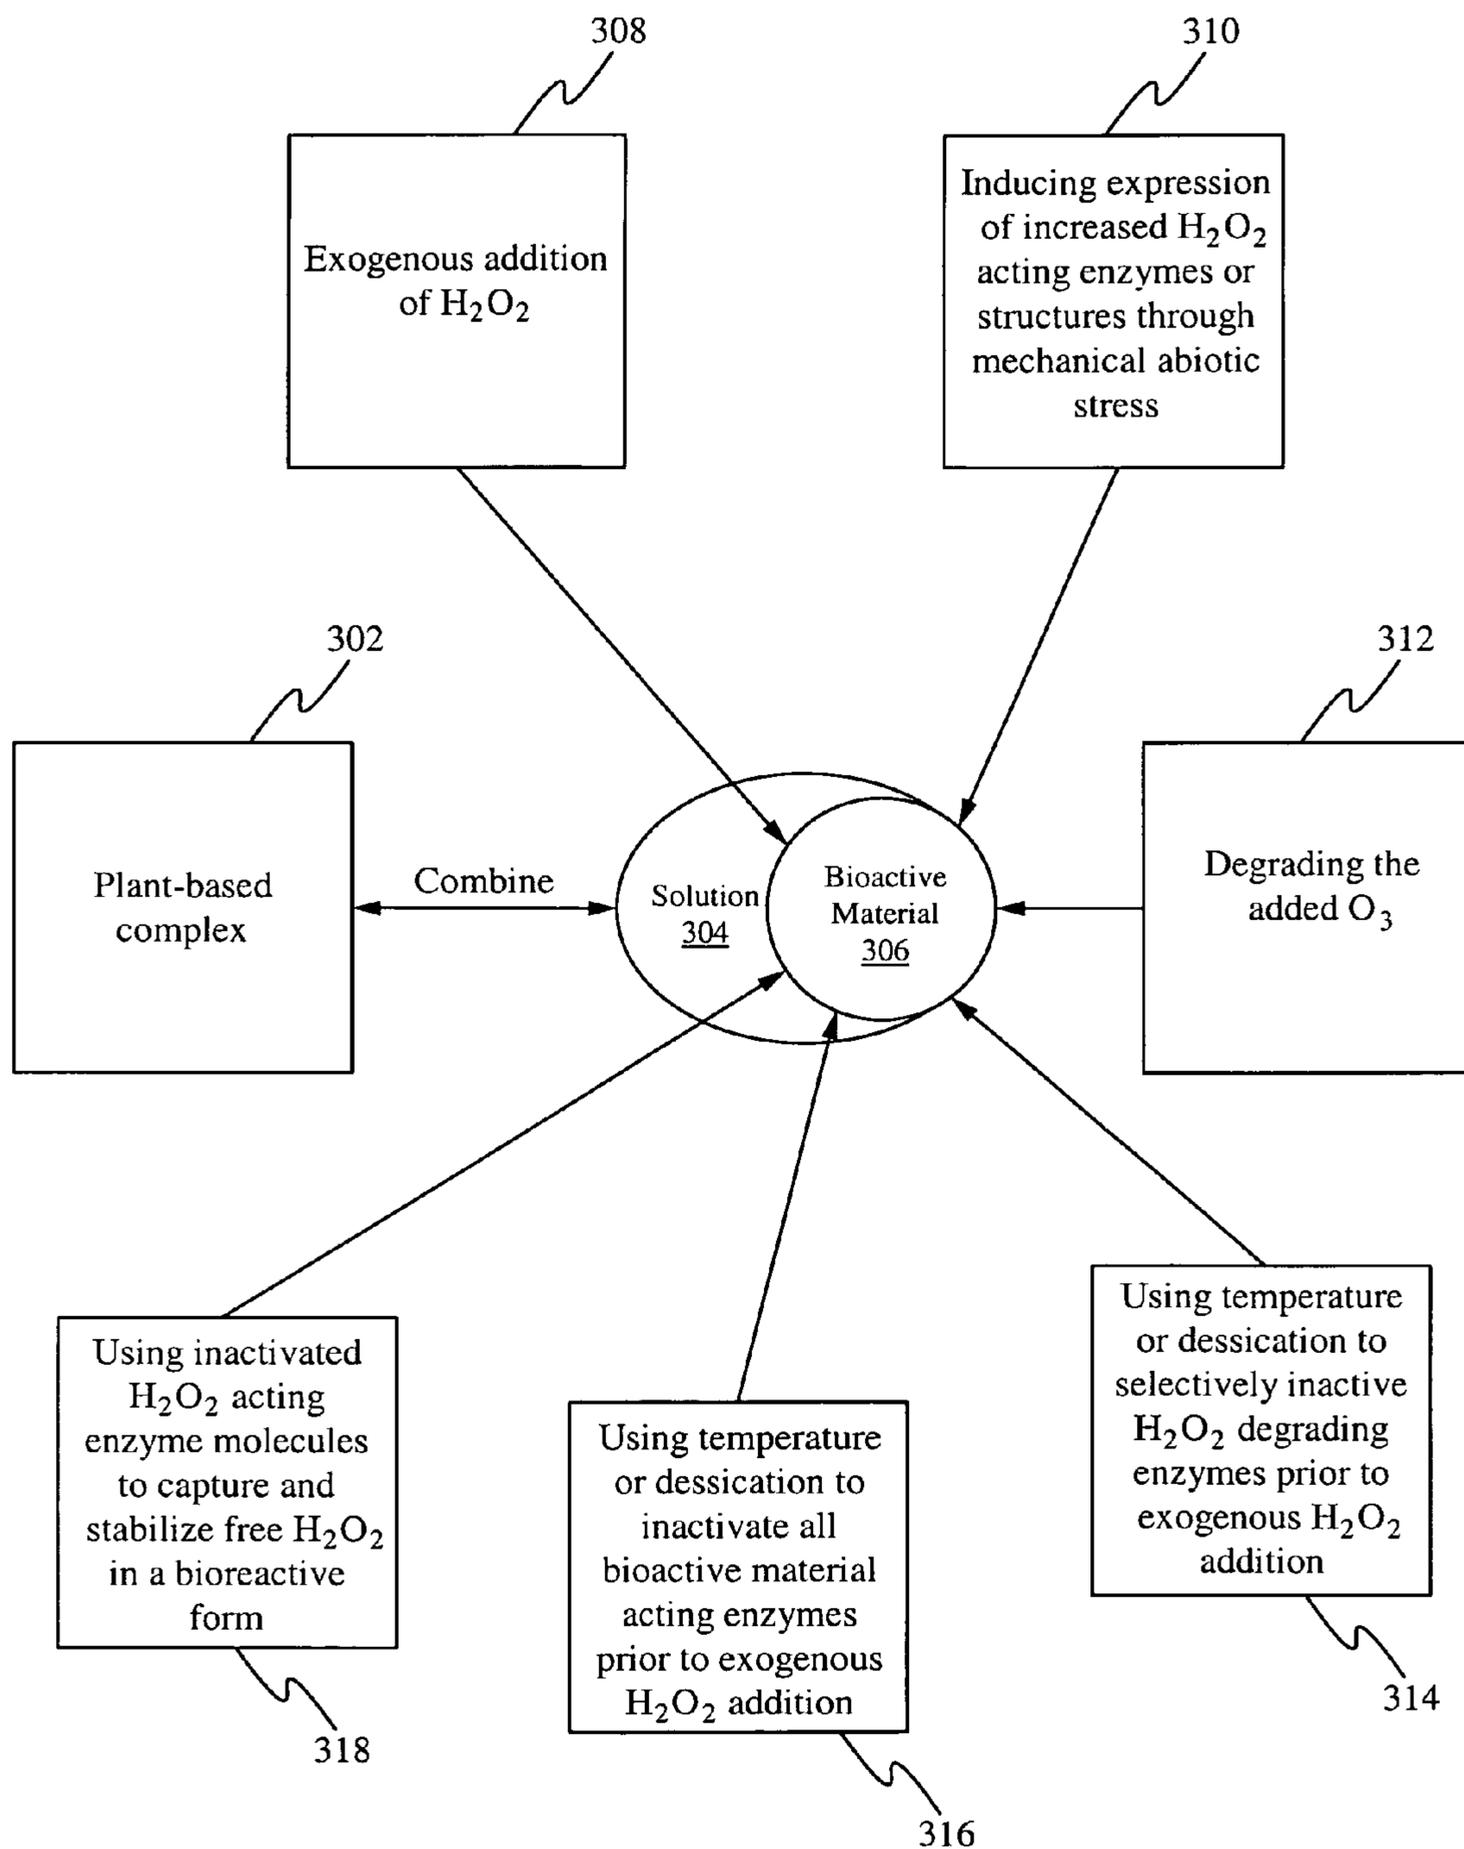 308
310
Exogenous addition
of H₂O₂
Inducing expression
of increased H₂O₂
acting enzymes or
structures through
mechanical abiotic
stress
302
312
Plant-based
complex
Combine
Solution
304
Bioactive
Material
306
Degrading the
added O₃
Using inactivated
H₂O₂ acting
enzyme molecules
to capture and
stabilize free H₂O₂
in a bioreactive
form
318
Using temperature
or dessication to
inactivate all
bioactive material
acting enzymes
prior to exogenous
H₂O₂ addition
316
Using temperature
or dessication to
selectively inactive
H₂O₂ degrading
enzymes prior to
exogenous H₂O₂
addition
314